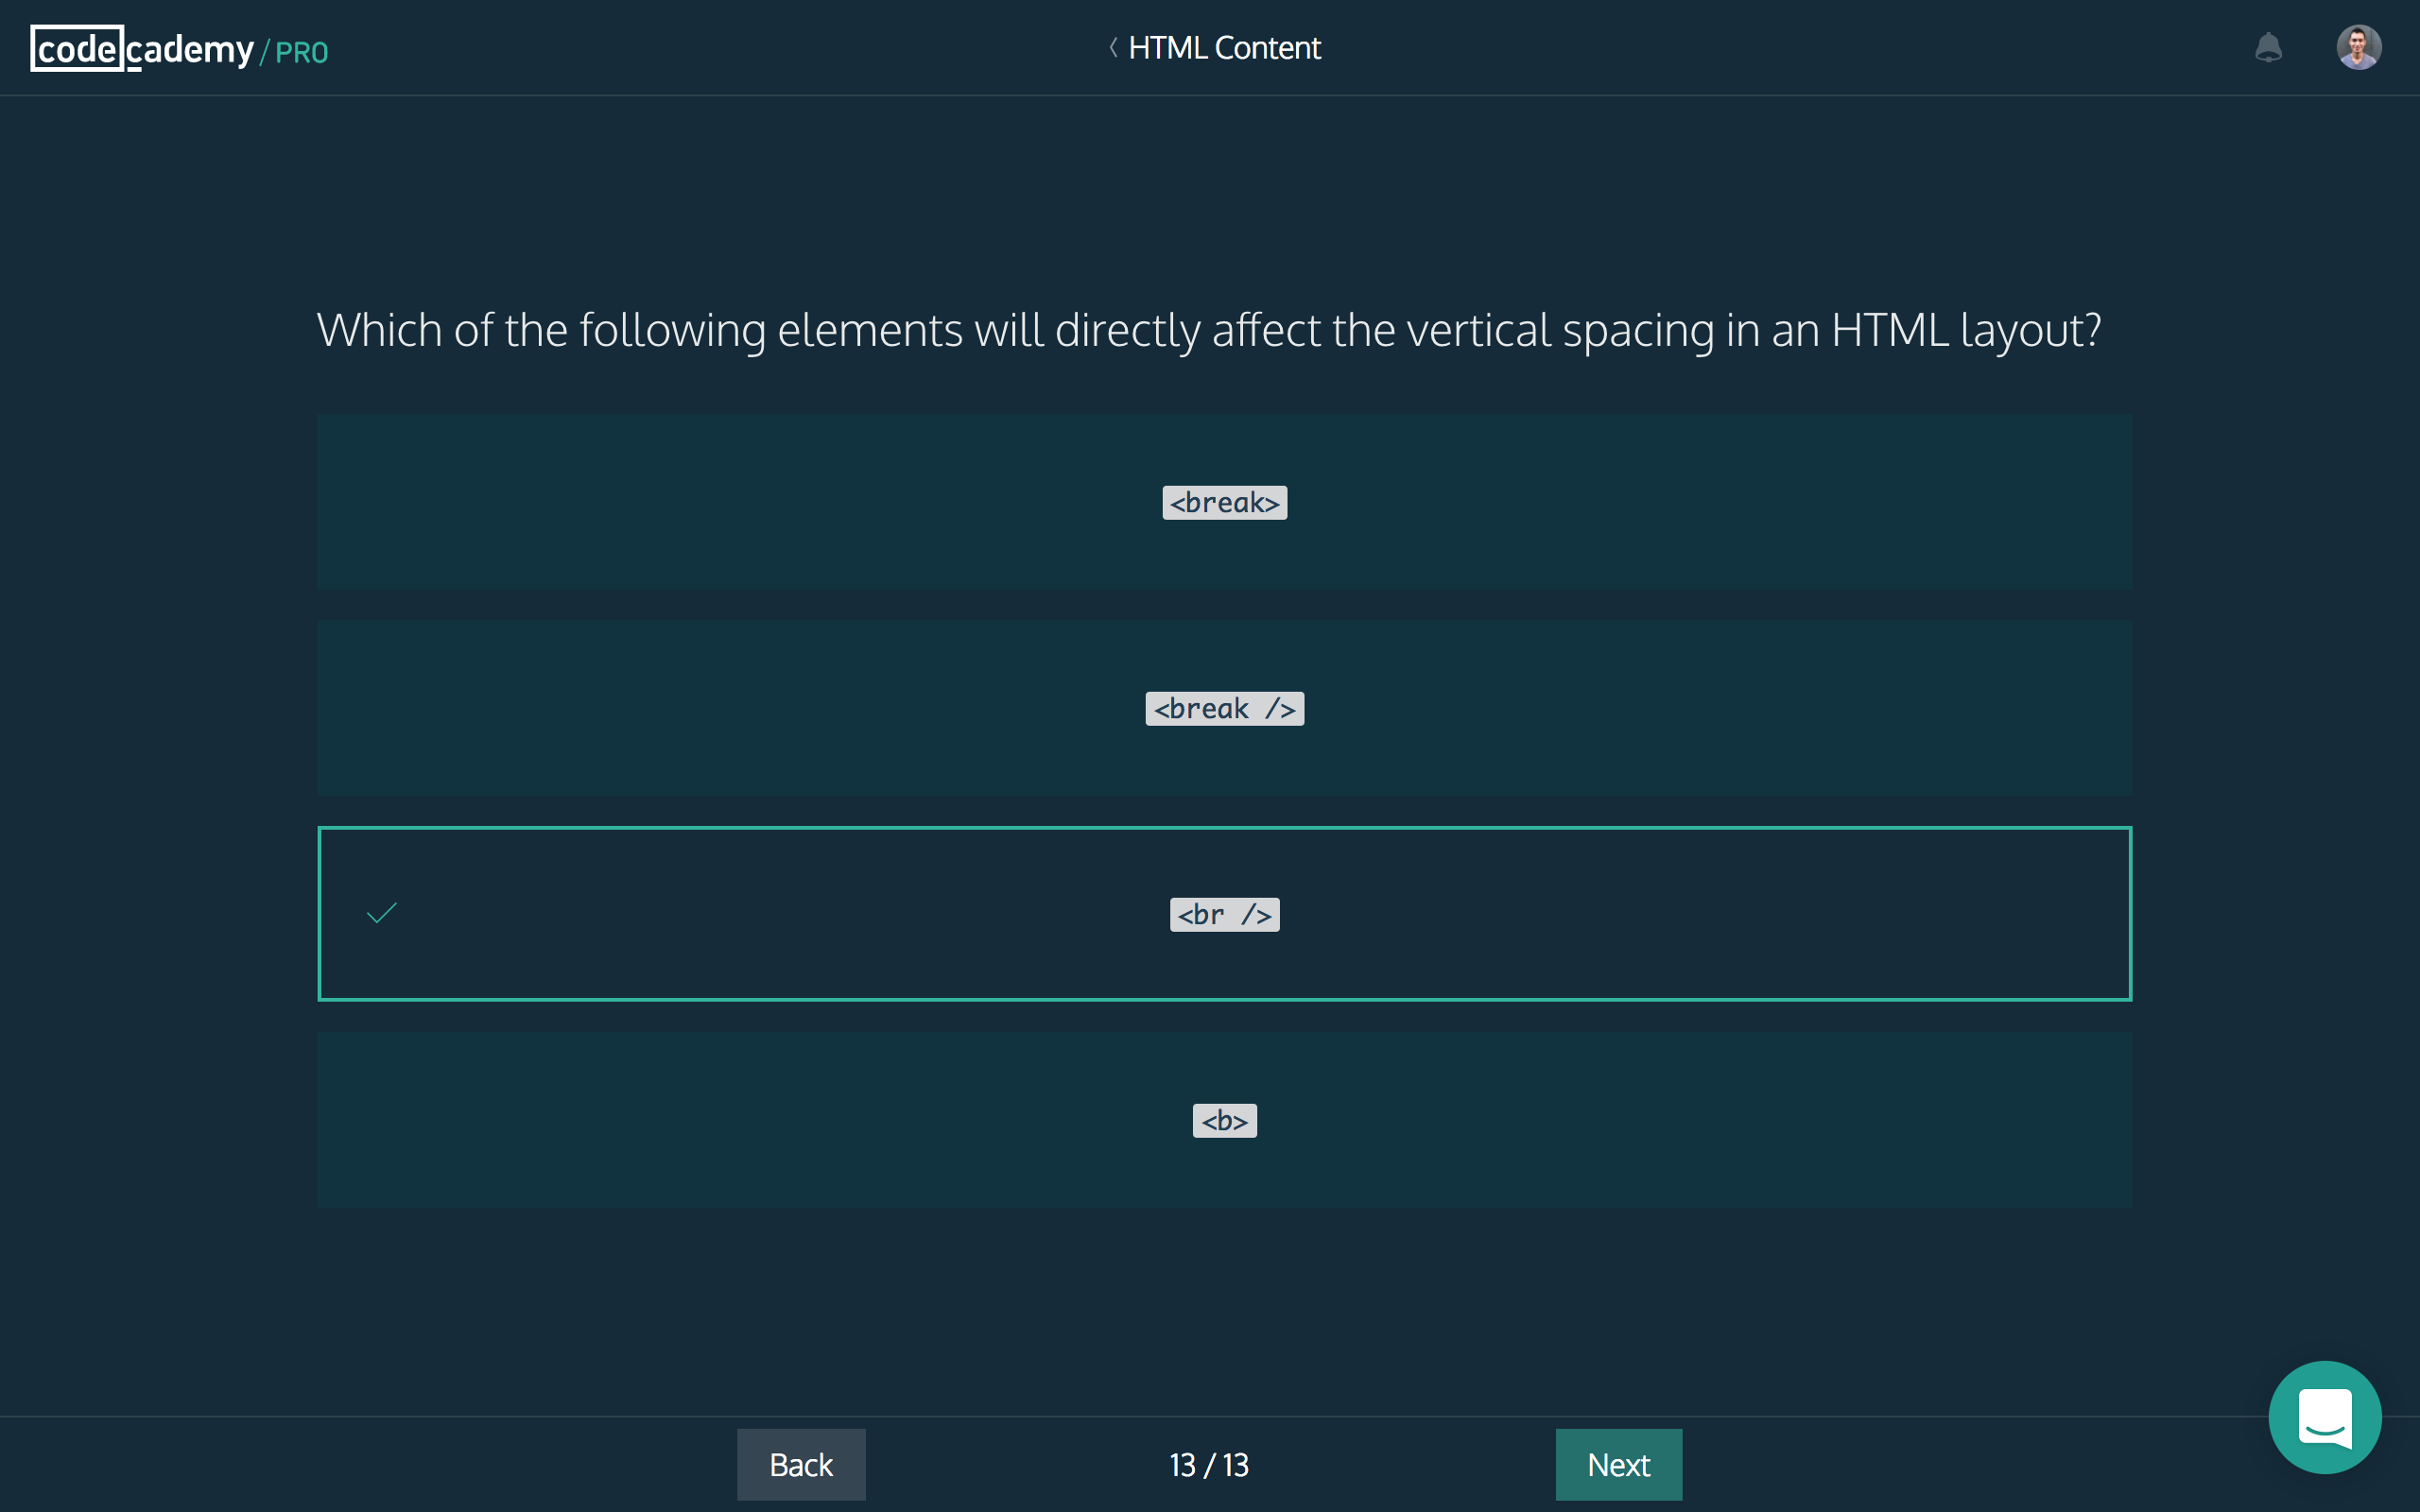 codecademy/PRO
HTML Content
Which of the following elements will directly affect the vertical spacing in an HTML layout?
<break>
<break />
<br />
<b>
Back
13 / 13
Next